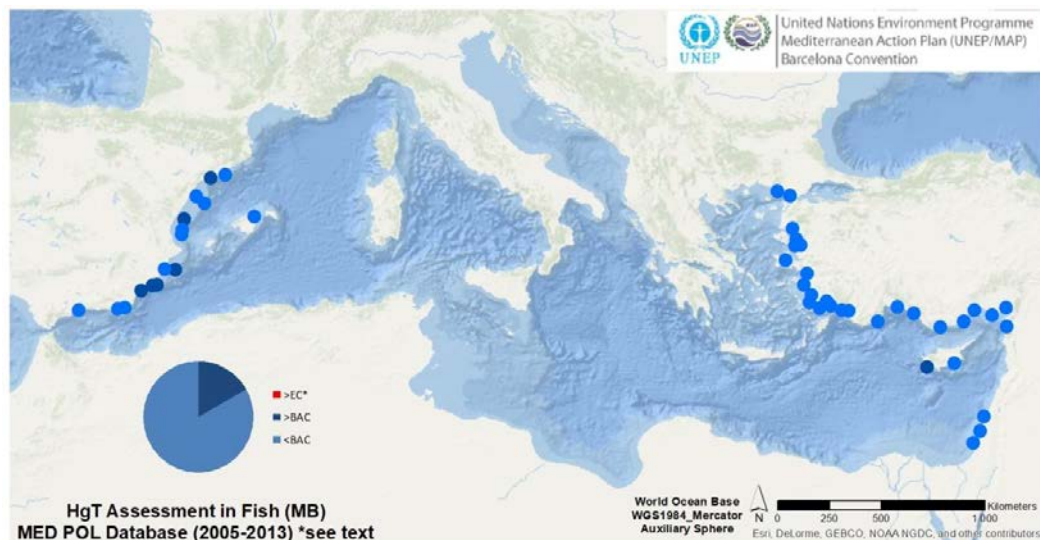 UNEP
United Nations Environment Programme
Mediterranean Action Plan (UNEP/MAP)
Barcelona Convention
>EC*
>BAC
<BAC
HgT Assessment in Fish (MB)
MED POL Database (2005-2013) *see text
World Ocean Base
WGS1984_Mercator
Auxiliary Sphere
N
Kilometers
0 250 500 1 000
Esri, DeLorme, GEBCO, NOAA NGDC, and other contributors